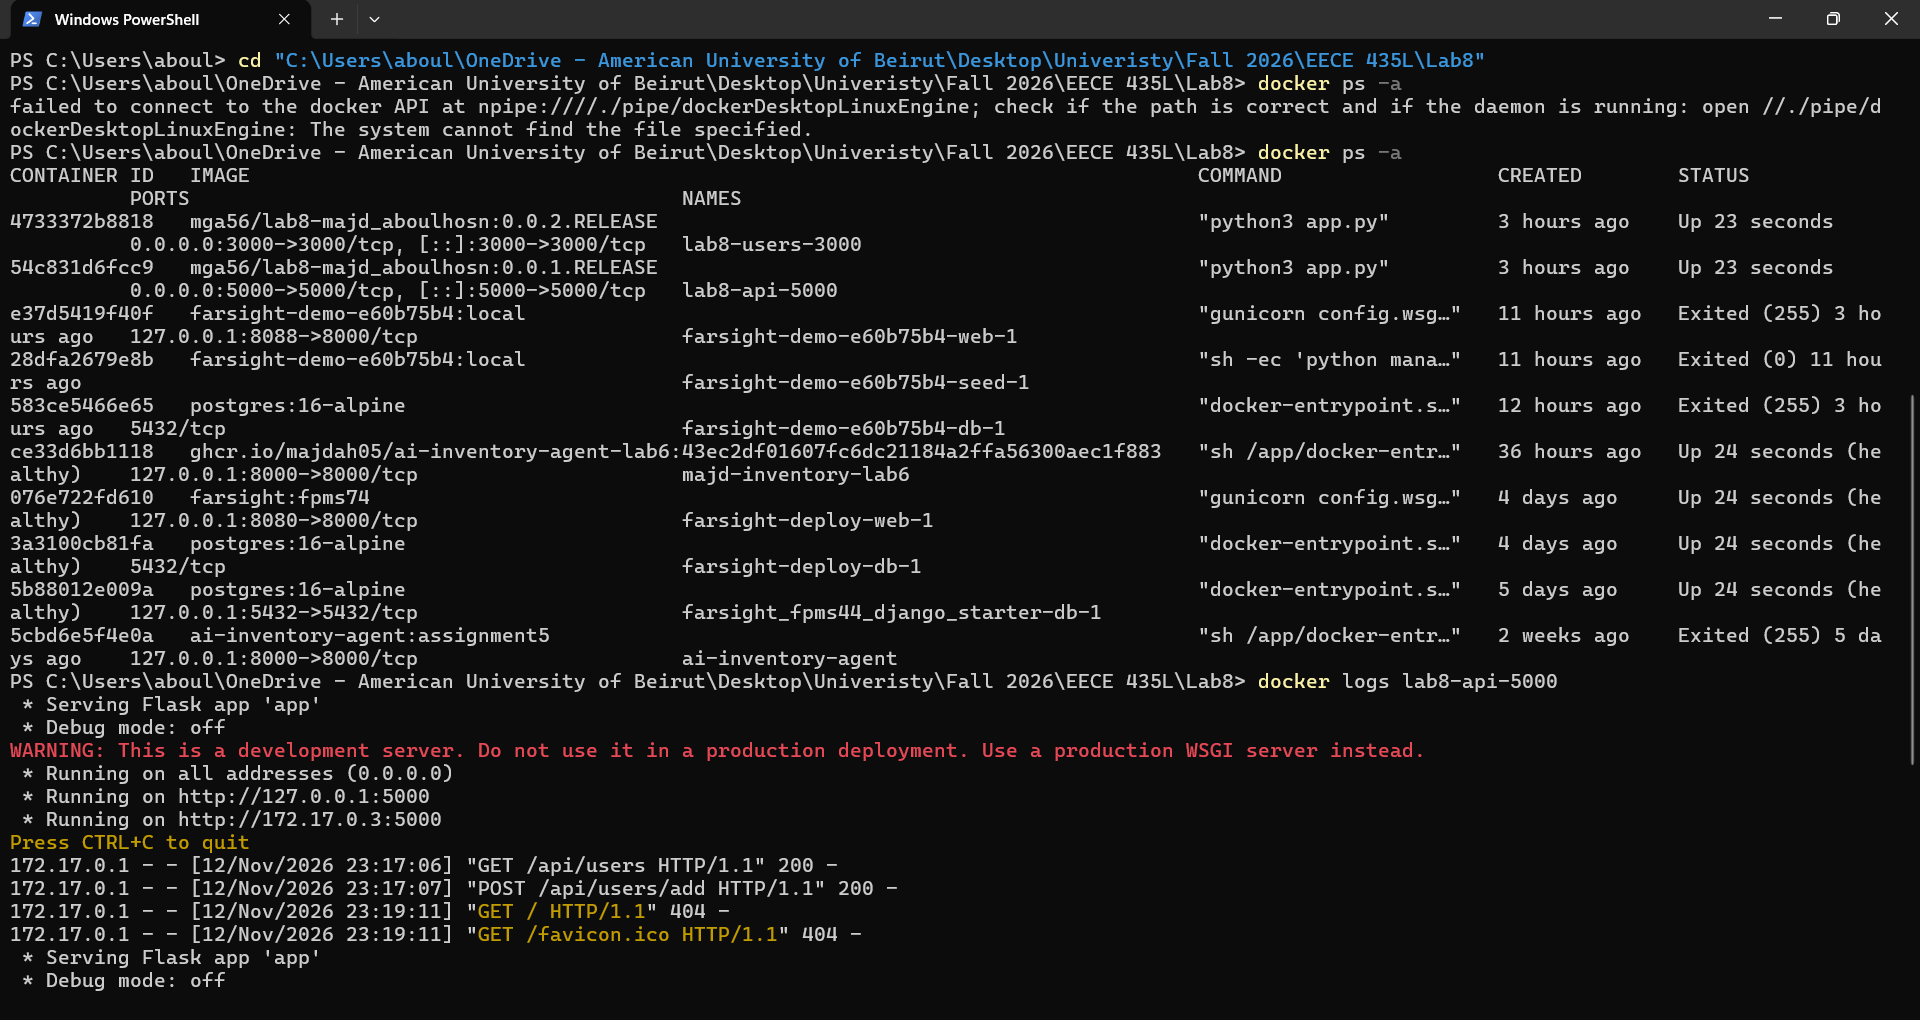 Windows PowerShell
PS C:\Users\aboul> cd "C:\Users\aboul\OneDrive - American University of Beirut\Desktop\Univeristy\Fall 2026\EECE 435L\Lab8"
PS C:\Users\aboul\OneDrive - American University of Beirut\Desktop\Univeristy\Fall 2026\EECE 435L\Lab8> docker ps -a
failed to connect to the docker API at npipe:////./pipe/dockerDesktopLinuxEngine; check if the path is correct and if the daemon is running: open //./pipe/d
ockerDesktopLinuxEngine: The system cannot find the file specified.
PS C:\Users\aboul\OneDrive - American University of Beirut\Desktop\Univeristy\Fall 2026\EECE 435L\Lab8> docker ps -a
CONTAINER ID   IMAGE                                                                               COMMAND                  CREATED        STATUS
          PORTS                                         NAMES
4733372b8818   mga56/lab8-majd_aboulhosn:0.0.2.RELEASE                                             "python3 app.py"         3 hours ago    Up 23 seconds
          0.0.0.0:3000->3000/tcp, [::]:3000->3000/tcp   lab8-users-3000
54c831d6fcc9   mga56/lab8-majd_aboulhosn:0.0.1.RELEASE                                             "python3 app.py"         3 hours ago    Up 23 seconds
          0.0.0.0:5000->5000/tcp, [::]:5000->5000/tcp   lab8-api-5000
e37d5419f40f   farsight-demo-e60b75b4:local                                                        "gunicorn config.wsg…"   11 hours ago   Exited (255) 3 ho
urs ago   127.0.0.1:8088->8000/tcp                      farsight-demo-e60b75b4-web-1
28dfa2679e8b   farsight-demo-e60b75b4:local                                                        "sh -ec 'python mana…"   11 hours ago   Exited (0) 11 hou
rs ago                                                  farsight-demo-e60b75b4-seed-1
583ce5466e65   postgres:16-alpine                                                                  "docker-entrypoint.s…"   12 hours ago   Exited (255) 3 ho
urs ago   5432/tcp                                      farsight-demo-e60b75b4-db-1
ce33d6bb1118   ghcr.io/majdah05/ai-inventory-agent-lab6:43ec2df01607fc6dc21184a2ffa56300aec1f883   "sh /app/docker-entr…"   36 hours ago   Up 24 seconds (he
althy)    127.0.0.1:8000->8000/tcp                      majd-inventory-lab6
076e722fd610   farsight:fpms74                                                                     "gunicorn config.wsg…"   4 days ago     Up 24 seconds (he
althy)    127.0.0.1:8080->8000/tcp                      farsight-deploy-web-1
3a3100cb81fa   postgres:16-alpine                                                                  "docker-entrypoint.s…"   4 days ago     Up 24 seconds (he
althy)    5432/tcp                                      farsight-deploy-db-1
5b88012e009a   postgres:16-alpine                                                                  "docker-entrypoint.s…"   5 days ago     Up 24 seconds (he
althy)    127.0.0.1:5432->5432/tcp                      farsight_fpms44_django_starter-db-1
5cbd6e5f4e0a   ai-inventory-agent:assignment5                                                      "sh /app/docker-entr…"   2 weeks ago    Exited (255) 5 da
ys ago    127.0.0.1:8000->8000/tcp                      ai-inventory-agent
PS C:\Users\aboul\OneDrive - American University of Beirut\Desktop\Univeristy\Fall 2026\EECE 435L\Lab8> docker logs lab8-api-5000
 * Serving Flask app 'app'
 * Debug mode: off
WARNING: This is a development server. Do not use it in a production deployment. Use a production WSGI server instead.
 * Running on all addresses (0.0.0.0)
 * Running on http://127.0.0.1:5000
 * Running on http://172.17.0.3:5000
Press CTRL+C to quit
172.17.0.1 - - [12/Nov/2026 23:17:06] "GET /api/users HTTP/1.1" 200 -
172.17.0.1 - - [12/Nov/2026 23:17:07] "POST /api/users/add HTTP/1.1" 200 -
172.17.0.1 - - [12/Nov/2026 23:19:11] "GET / HTTP/1.1" 404 -
172.17.0.1 - - [12/Nov/2026 23:19:11] "GET /favicon.ico HTTP/1.1" 404 -
 * Serving Flask app 'app'
 * Debug mode: off